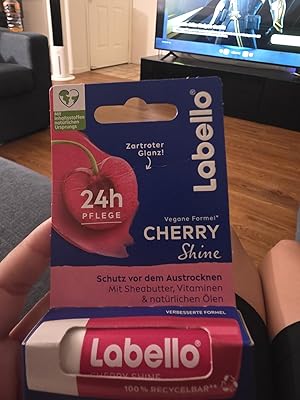 Mit
Inhaltsstoffen
natürlichen
Ursprungs
Labello®
Zartroter
Glanz!
24h
PFLEGE
Vegane Formel*
CHERRY
Shine
Schutz vor dem Austrocknen
Mit Sheabutter, Vitaminen
& natürlichen Ölen
VERBESSERTE FORMEL
Labello®
CHERRY SHINE
100% RECYCELBAR**